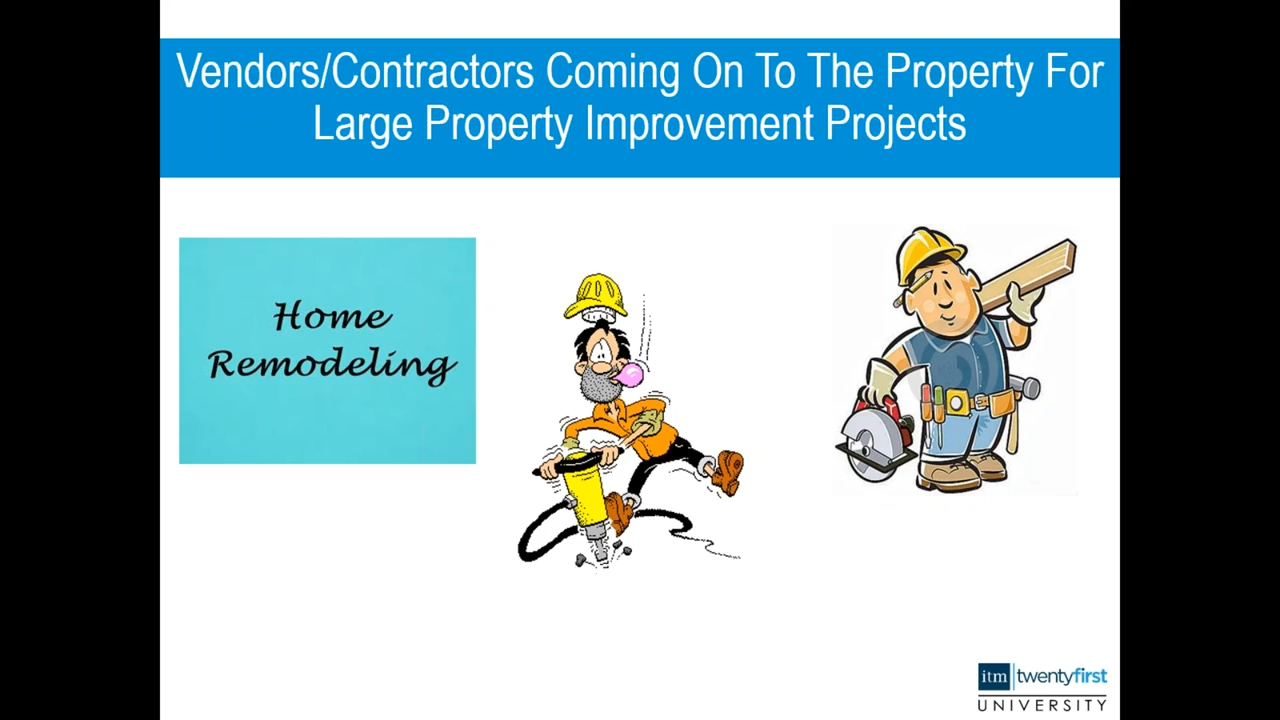 Vendors/Contractors Coming On To The Property For
Large Property Improvement Projects
Home
Remodeling
itm twentyfirst
UNIVERSITY